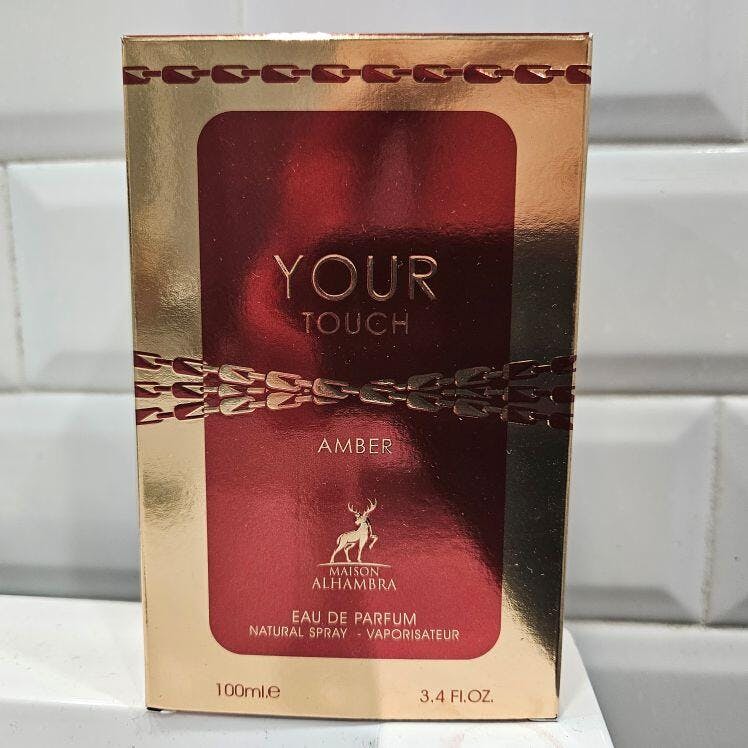 YOUR
TOUCH
AMBER
MAISON
ALHAMBRA
EAU DE PARFUM
NATURAL SPRAY - VAPORISATEUR
100ml.e 3.4 Fl.OZ.